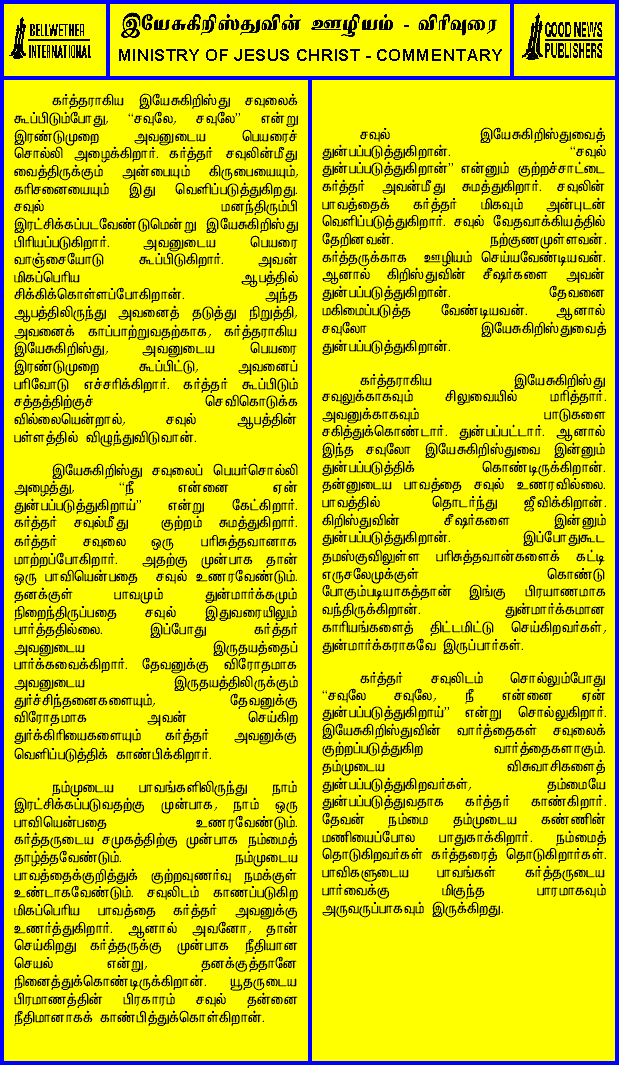 BELLWETHER
INTERNATIONAL
இயேசுகிறிஸ்துவின் ஊழியம் - விரிவுரை
MINISTRY OF JESUS CHRIST - COMMENTARY
GOOD NEWS
PUBLISHERS
கர்த்தராகிய இயேசுகிறிஸ்து சவுலைக்
கூப்பிடும்போது, “சவுலே, சவுலே” என்று
இரண்டுமுறை அவனுடைய பெயரைச்
சொல்லி அழைக்கிறார். கர்த்தர் சவுலின்மீது
வைத்திருக்கும் அன்பையும் கிருபையையும்,
கரிசனையையும் இது வெளிப்படுத்துகிறது.
சவுல் மனந்திரும்பி
இரட்சிக்கப்படவேண்டுமென்று இயேசுகிறிஸ்து
பிரியப்படுகிறார். அவனுடைய பெயரை
வாஞ்சையோடு கூப்பிடுகிறார். அவன்
மிகப்பெரிய ஆபத்தில்
சிக்கிக்கொள்ளப்போகிறான். அந்த
ஆபத்திலிருந்து அவனைத் தடுத்து நிறுத்தி,
அவனைக் காப்பாற்றுவதற்காக, கர்த்தராகிய
இயேசுகிறிஸ்து, அவனுடைய பெயரை
இரண்டுமுறை கூப்பிட்டு, அவனைப்
பரிவோடு எச்சரிக்கிறார். கர்த்தர் கூப்பிடும்
சத்தத்திற்குச் செவிகொடுக்க
வில்லையென்றால், சவுல் ஆபத்தின்
பள்ளத்தில் விழுந்துவிடுவான்.
இயேசுகிறிஸ்து சவுலைப் பெயர்சொல்லி
அழைத்து, “நீ என்னை ஏன்
துன்பப்படுத்துகிறாய்” என்று கேட்கிறார்.
கர்த்தர் சவுல்மீது குற்றம் சுமத்துகிறார்.
கர்த்தர் சவுலை ஒரு பரிசுத்தவானாக
மாற்றப்போகிறார். அதற்கு முன்பாக தான்
ஒரு பாவியென்பதை சவுல் உணரவேண்டும்.
தனக்குள் பாவமும் துன்மார்க்கமும்
நிறைந்திருப்பதை சவுல் இதுவரையிலும்
பார்த்ததில்லை. இப்போது கர்த்தர்
அவனுடைய இருதயத்தைப்
பார்க்கவைக்கிறார். தேவனுக்கு விரோதமாக
அவனுடைய இருதயத்திலிருக்கும்
துர்ச்சிந்தனைகளையும், தேவனுக்கு
விரோதமாக அவன் செய்கிற
துர்க்கிரியைகளையும் கர்த்தர் அவனுக்கு
வெளிப்படுத்திக் காண்பிக்கிறார்.
நம்முடைய பாவங்களிலிருந்து நாம்
இரட்சிக்கப்படுவதற்கு முன்பாக, நாம் ஒரு
பாவியென்பதை உணரவேண்டும்.
கர்த்தருடைய சமுகத்திற்கு முன்பாக நம்மைத்
தாழ்த்தவேண்டும். நம்முடைய
பாவத்தைக்குறித்துக் குற்றவுணர்வு நமக்குள்
உண்டாகவேண்டும். சவுலிடம் காணப்படுகிற
மிகப்பெரிய பாவத்தை கர்த்தர் அவனுக்கு
உணர்த்துகிறார். ஆனால் அவனோ, தான்
செய்கிறது கர்த்தருக்கு முன்பாக நீதியான
செயல் என்று, தனக்குத்தானே
நினைத்துக்கொண்டிருக்கிறான். யூதருடைய
பிரமாணத்தின் பிரகாரம் சவுல் தன்னை
நீதிமானாகக் காண்பித்துக்கொள்கிறான்.
சவுல் இயேசுகிறிஸ்துவைத்
துன்பப்படுத்துகிறான். “சவுல்
துன்பப்படுத்துகிறான்” என்னும் குற்றச்சாட்டை
கர்த்தர் அவன்மீது சுமத்துகிறார். சவுலின்
பாவத்தைக் கர்த்தர் மிகவும் அன்புடன்
வெளிப்படுத்துகிறார். சவுல் வேதவாக்கியத்தில்
தேறினவன். நற்குணமுள்ளவன்.
கர்த்தருக்காக ஊழியம் செய்யவேண்டியவன்.
ஆனால் கிறிஸ்துவின் சீஷர்களை அவன்
துன்பப்படுத்துகிறான். தேவனை
மகிமைப்படுத்த வேண்டியவன். ஆனால்
சவுலோ இயேசுகிறிஸ்துவைத்
துன்பப்படுத்துகிறான்.
கர்த்தராகிய இயேசுகிறிஸ்து
சவுலுக்காகவும் சிலுவையில் மரித்தார்.
அவனுக்காகவும் பாடுகளை
சகித்துக்கொண்டார். துன்பப்பட்டார். ஆனால்
இந்த சவுலோ இயேசுகிறிஸ்துவை இன்னும்
துன்பப்படுத்திக் கொண்டிருக்கிறான்.
தன்னுடைய பாவத்தை சவுல் உணரவில்லை.
பாவத்தில் தொடர்ந்து ஜீவிக்கிறான்.
கிறிஸ்துவின் சீஷர்களை இன்னும்
துன்பப்படுத்துகிறான். இப்போதுகூட
தமஸ்குவிலுள்ள பரிசுத்தவான்களைக் கட்டி
எருசலேமுக்குள் கொண்டு
போகும்படியாகத்தான் இங்கு பிரயாணமாக
வந்திருக்கிறான். துன்மார்க்கமான
காரியங்களைத் திட்டமிட்டு செய்கிறவர்கள்,
துன்மார்க்கராகவே இருப்பார்கள்.
கர்த்தர் சவுலிடம் சொல்லும்போது
“சவுலே சவுலே, நீ என்னை ஏன்
துன்பப்படுத்துகிறாய்” என்று சொல்லுகிறார்.
இயேசுகிறிஸ்துவின் வார்த்தைகள் சவுலைக்
குற்றப்படுத்துகிற வார்த்தைகளாகும்.
தம்முடைய விசுவாசிகளைத்
துன்பப்படுத்துகிறவர்கள், தம்மையே
துன்பப்படுத்துவதாக கர்த்தர் காண்கிறார்.
தேவன் நம்மை தம்முடைய கண்ணின்
மணியைப்போல பாதுகாக்கிறார். நம்மைத்
தொடுகிறவர்கள் கர்த்தரைத் தொடுகிறார்கள்.
பாவிகளுடைய பாவங்கள் கர்த்தருடைய
பார்வைக்கு மிகுந்த பாரமாகவும்
அருவருப்பாகவும் இருக்கிறது.